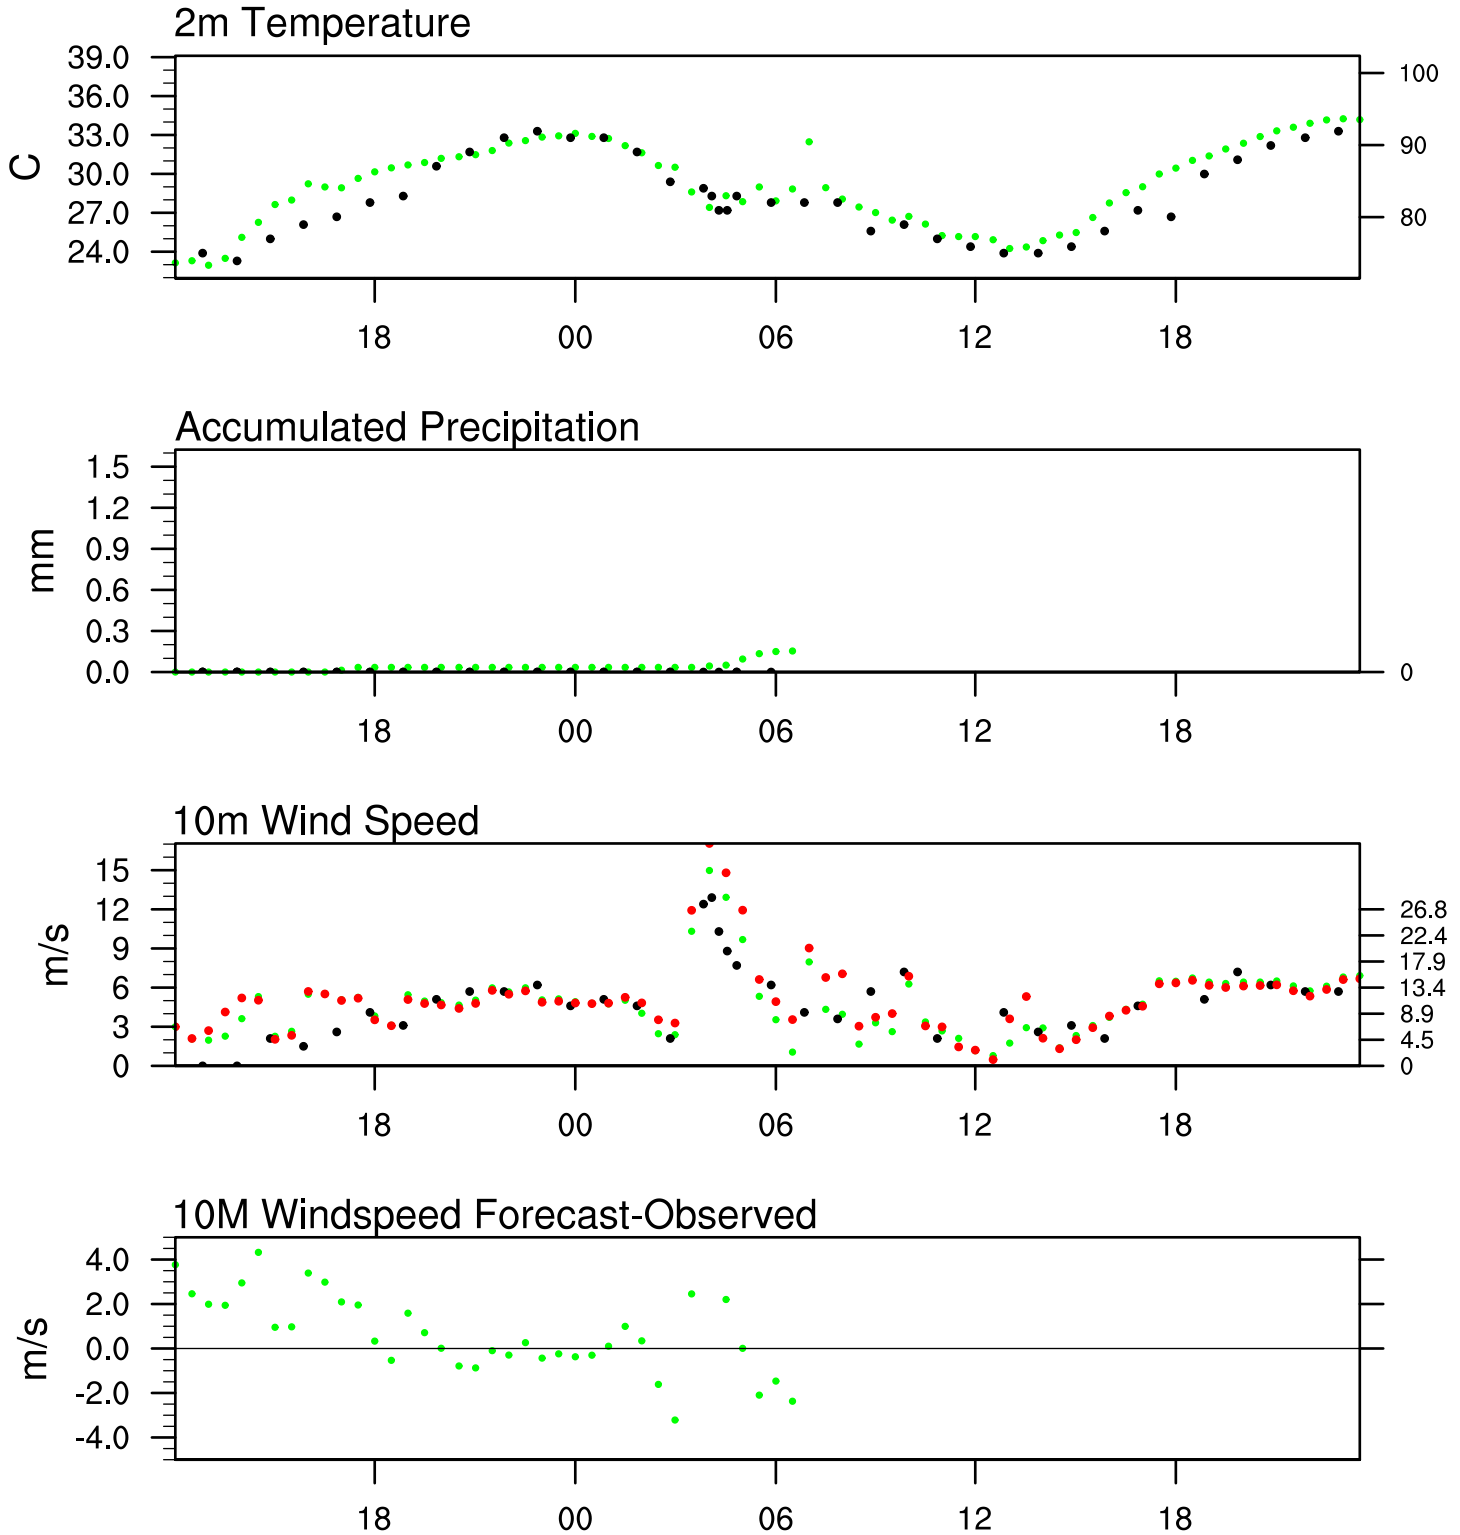 2m Temperature
39.0
36.0
33.0
30.0
27.0
24.0
C
100
90
80
18 00 06 12 18
Accumulated Precipitation
1.5
1.2
0.9
0.6
0.3
0.0
mm
0
18 00 06 12 18
10m Wind Speed
15
12
9
6
3
0
m/s
26.8
22.4
17.9
13.4
8.9
4.5
0
18 00 06 12 18
10M Windspeed Forecast-Observed
4.0
2.0
0.0
-2.0
-4.0
m/s
18 00 06 12 18